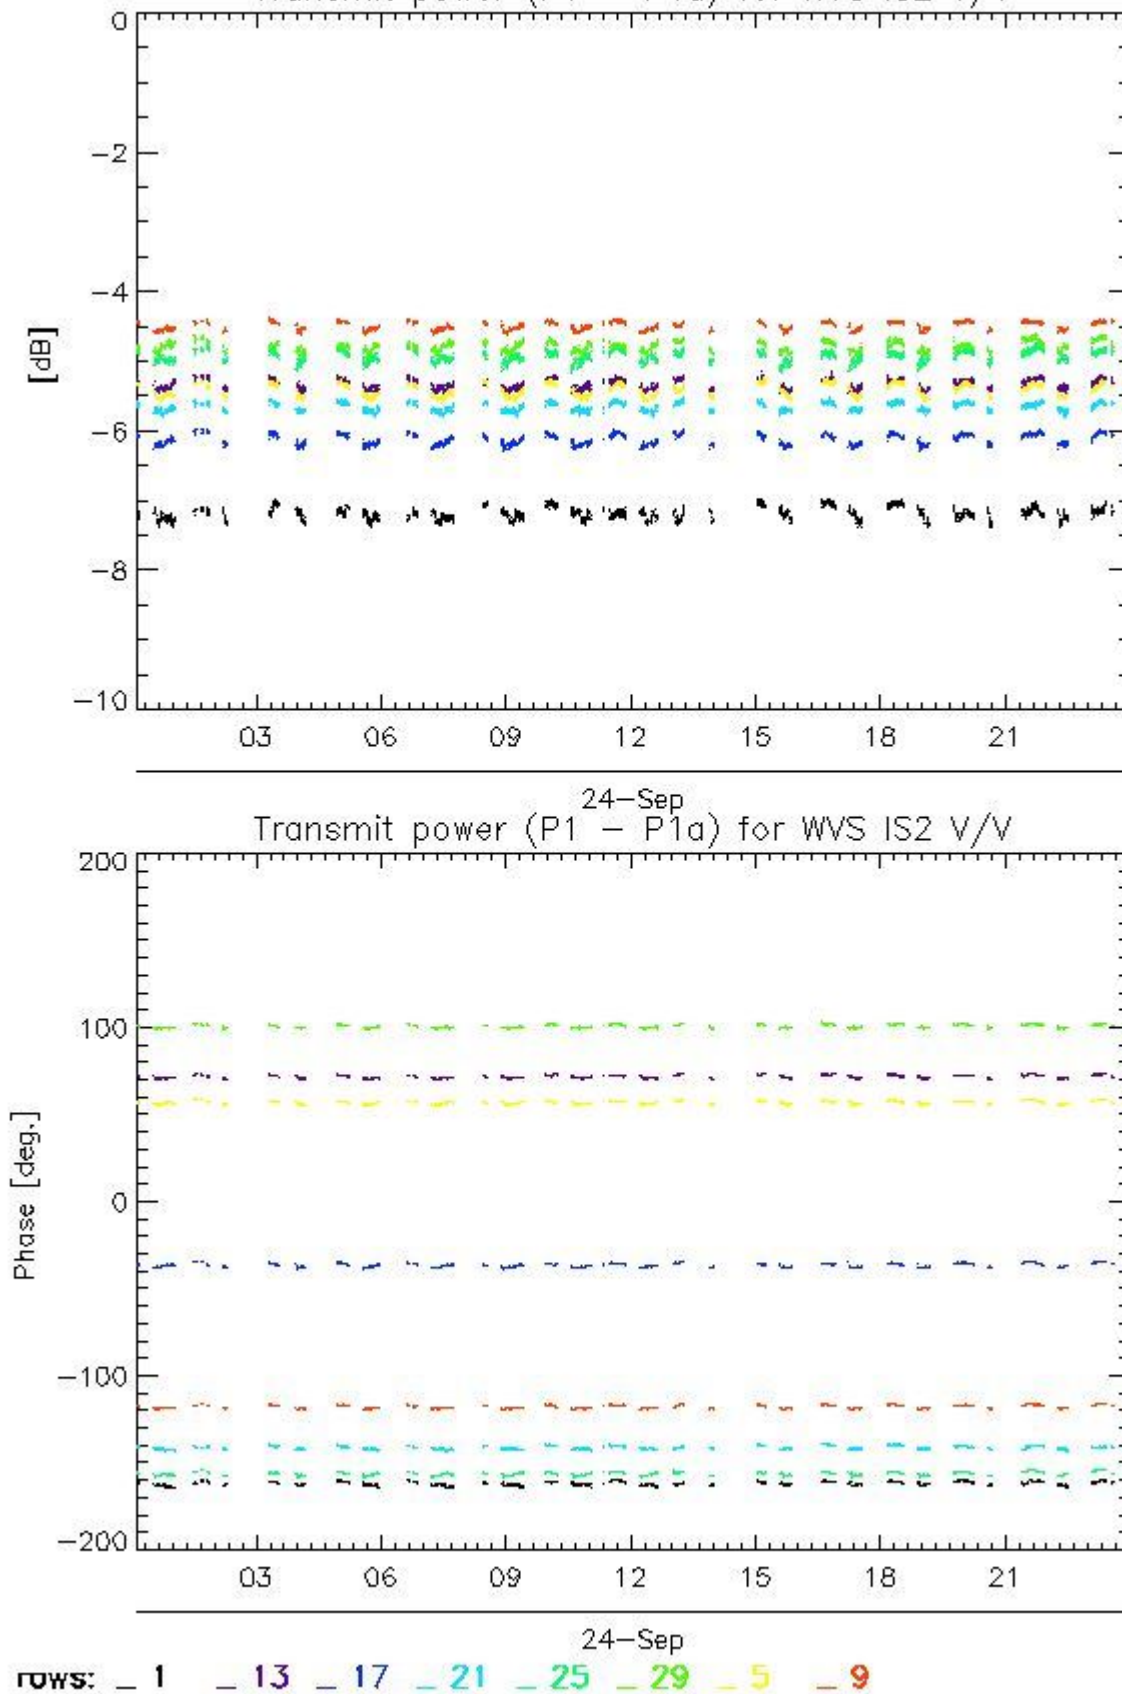 0
-2
-4
[dB]
-6
-8
-10
03 06 09 12 15 18 21
24-Sep
Transmit power (P1 - P1a) for WVS IS2 V/V
200
100
0
Phase [deg.]
-100
-200
03 06 09 12 15 18 21
24-Sep
rows: _ 1 _ 13 _ 17 _ 21 _ 25 _ 29 _ 5 _ 9